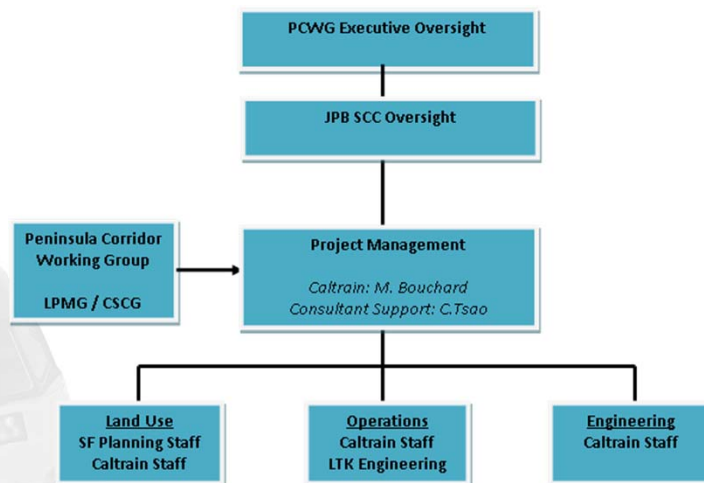 PCWG Executive Oversight
JPB SCC Oversight
Peninsula Corridor
Working Group
LPMG / CSCG
Project Management
Caltrain: M. Bouchard
Consultant Support: C.Tsao
Land Use
SF Planning Staff
Caltrain Staff
Operations
Caltrain Staff
LTK Engineering
Engineering
Caltrain Staff